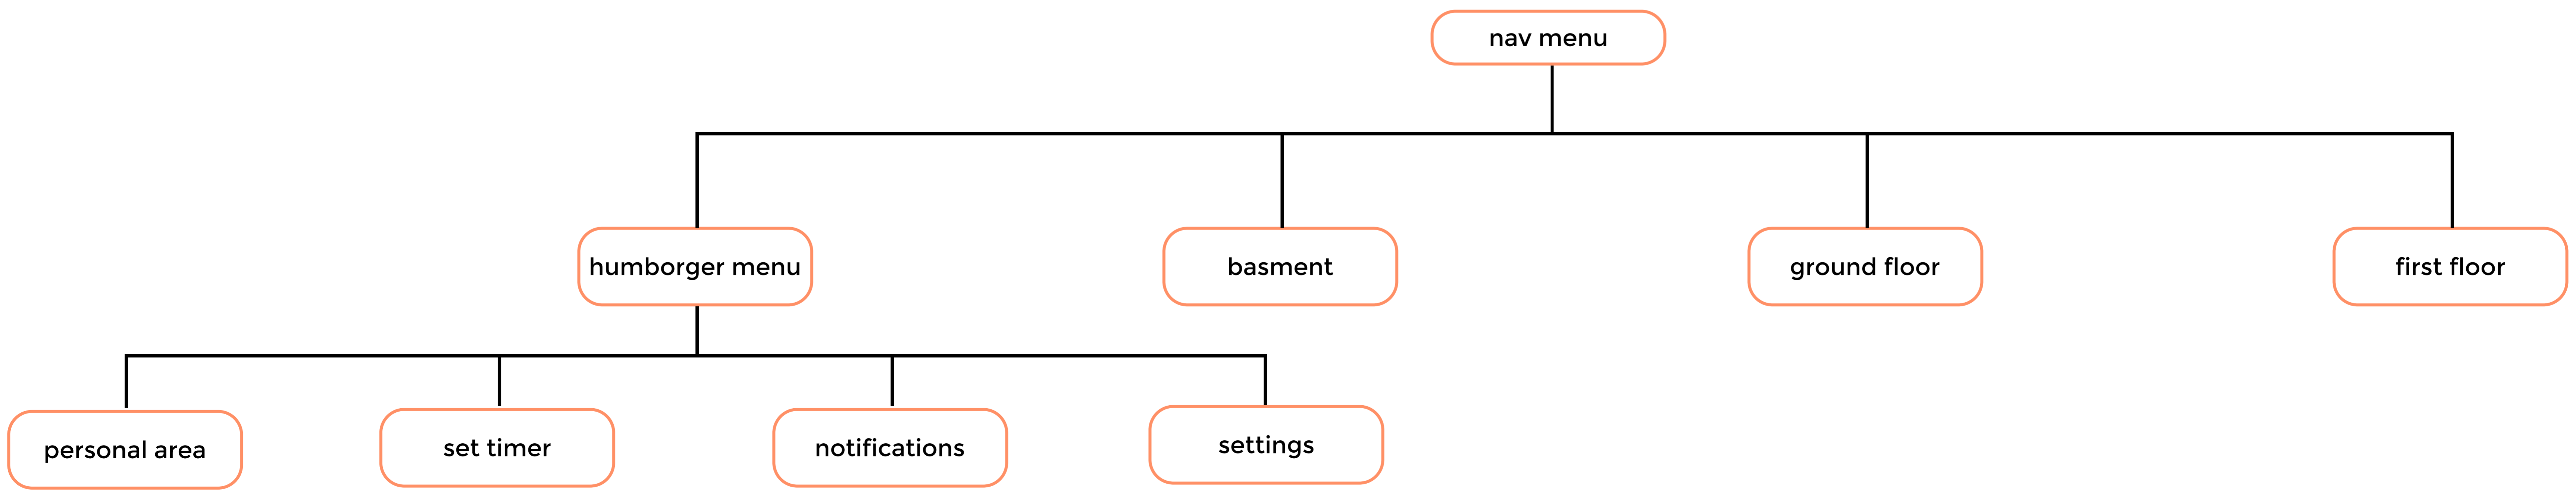 nav menu
humborger menu
basment
ground floor
first floor
personal area
set timer
notifications
settings